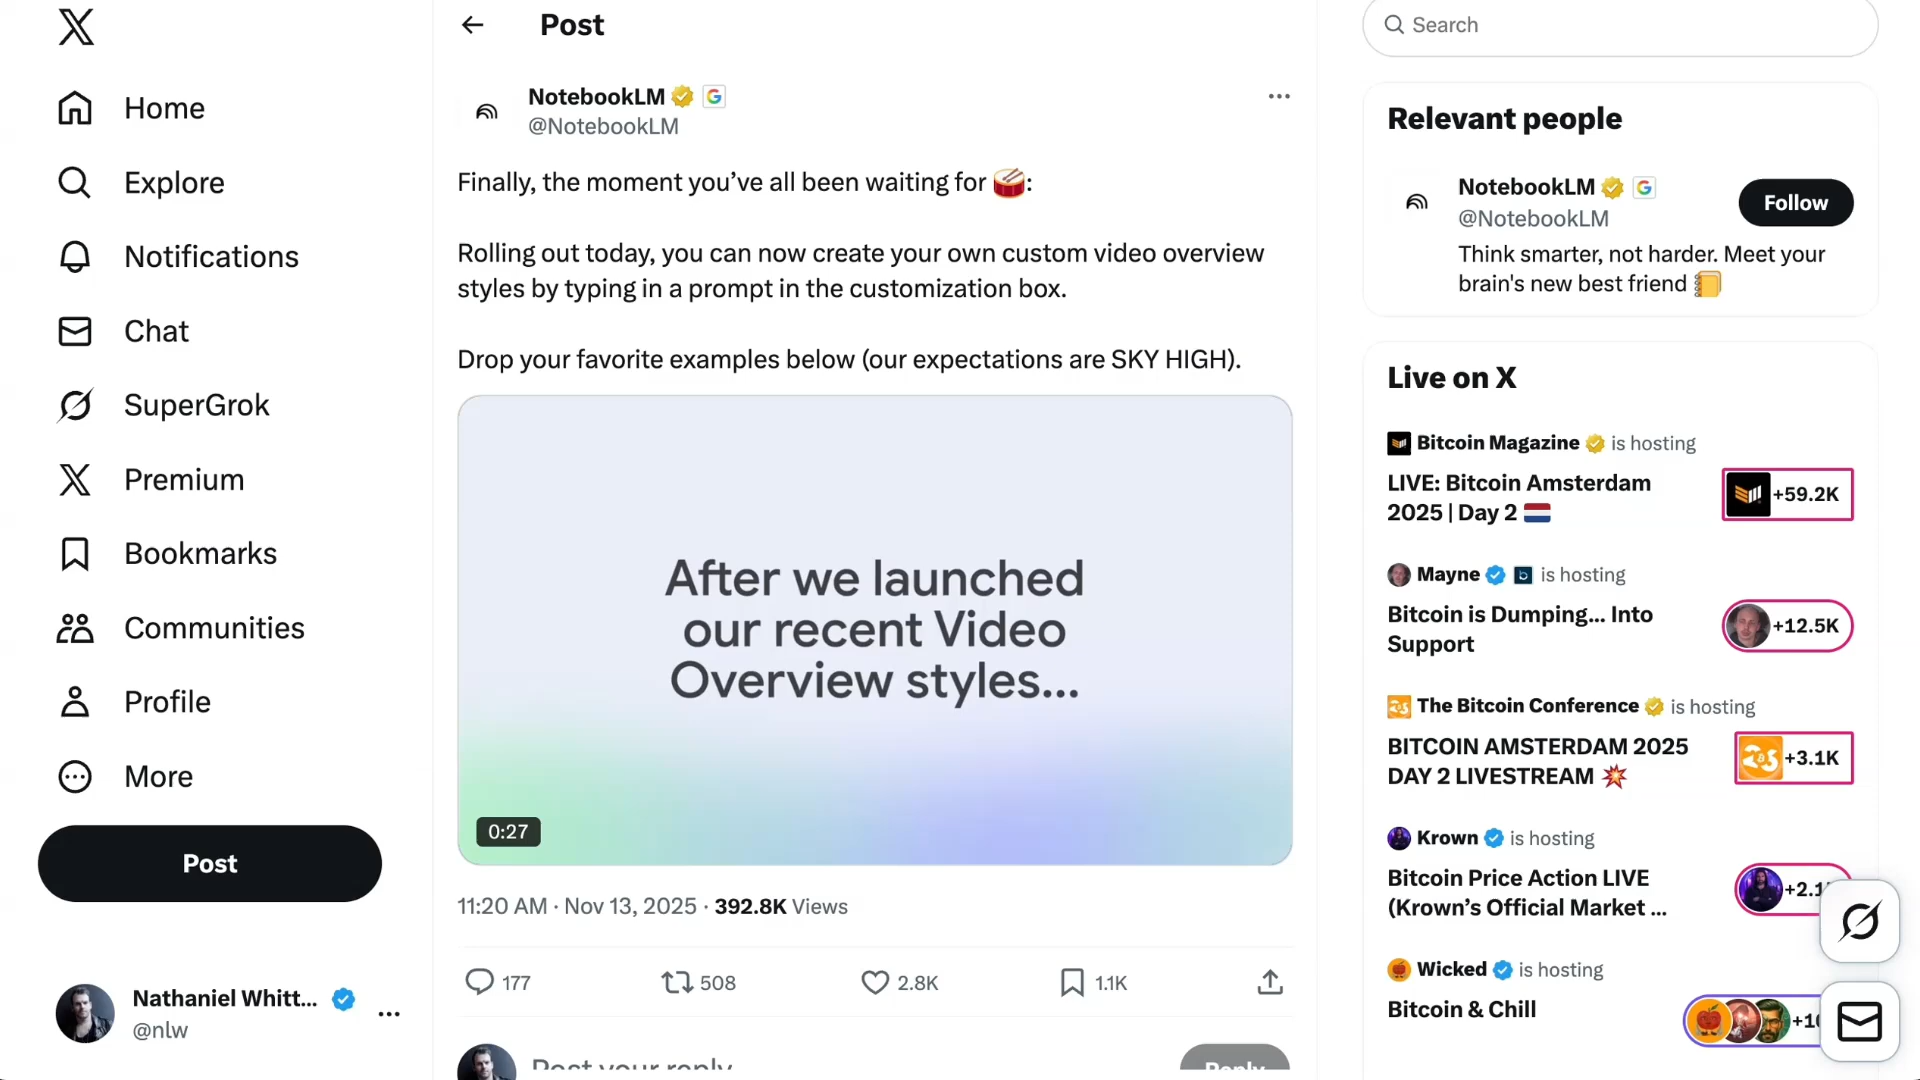 Home
Explore
Notifications
Chat
SuperGrok
Premium
Bookmarks
Communities
Profile
More
Post
Nathaniel Whitt...
@nlw
Post
NotebookLM
@NotebookLM
Finally, the moment you’ve all been waiting for 🥁:
Rolling out today, you can now create your own custom video overview
styles by typing in a prompt in the customization box.
Drop your favorite examples below (our expectations are SKY HIGH).
After we launched
our recent Video
Overview styles...
0:27
11:20 AM · Nov 13, 2025 · 392.8K Views
177
508
2.8K
1.1K
Post your reply
Reply
Search
Relevant people
NotebookLM
@NotebookLM
Follow
Think smarter, not harder. Meet your
brain's new best friend 📒
Live on X
Bitcoin Magazine is hosting
LIVE: Bitcoin Amsterdam
2025 | Day 2 🇳🇱
+59.2K
Mayne is hosting
Bitcoin is Dumping... Into
Support
+12.5K
The Bitcoin Conference is hosting
BITCOIN AMSTERDAM 2025
DAY 2 LIVESTREAM 💥
+3.1K
Krown is hosting
Bitcoin Price Action LIVE
(Krown’s Official Market ...
Wicked is hosting
Bitcoin & Chill